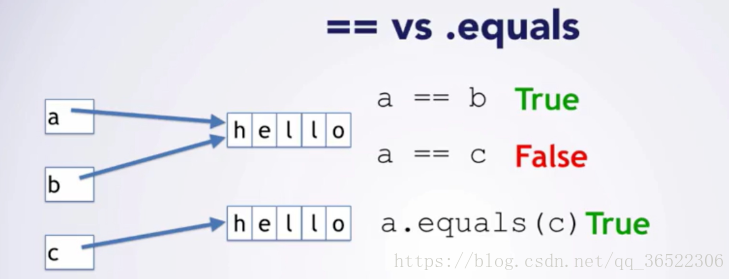 == vs .equals
a
h e l l o
a == b True
a == c False
b
c
h e l l o
a.equals(c) True
https://blog.csdn.net/qq_36522306